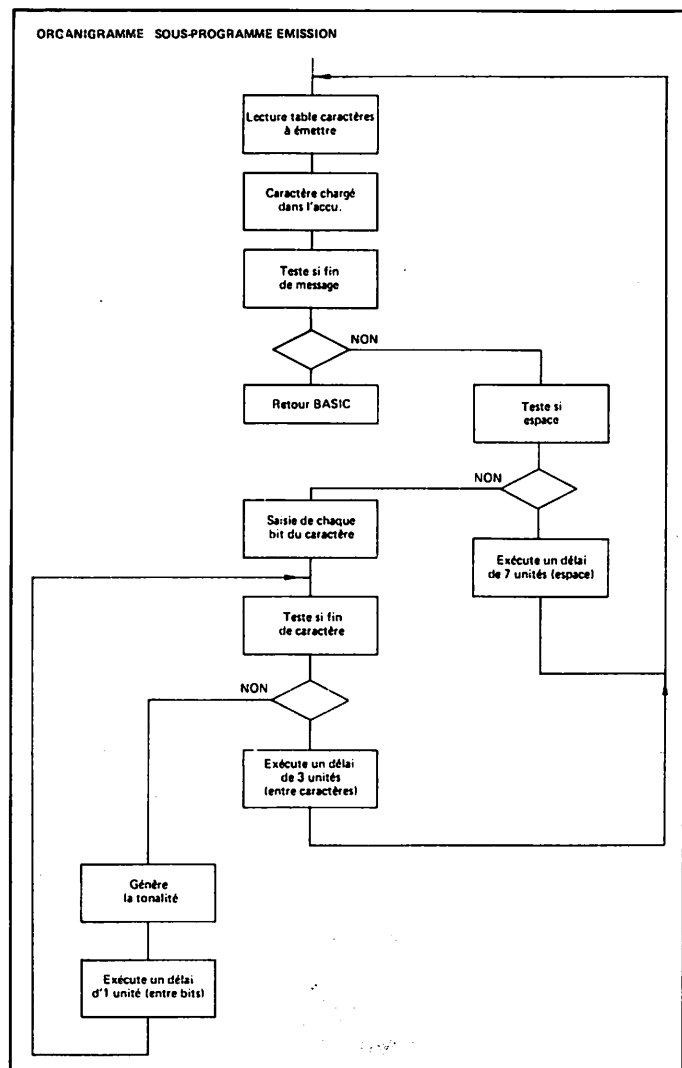 ORGANIGRAMME SOUS-PROGRAMME EMISSION
Lecture table caractères
à émettre
Caractère chargé
dans l'accu.
Teste si fin
de message
NON
Retour BASIC
Teste si
espace
NON
Saisie de chaque
bit du caractère
Exécute un délai
de 7 unités (espace)
Teste si fin
de caractère
NON
Exécute un délai
de 3 unités
(entre caractères)
Génère
la tonalité
Exécute un délai
d'1 unité (entre bits)